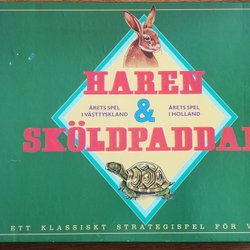 HAREN
ÅRETS SPEL
I VÄSTTYSKLAND
&
ÅRETS SPEL
I HOLLAND
SKÖLDPADDAN
ETT KLASSISKT STRATEGISPEL FÖR